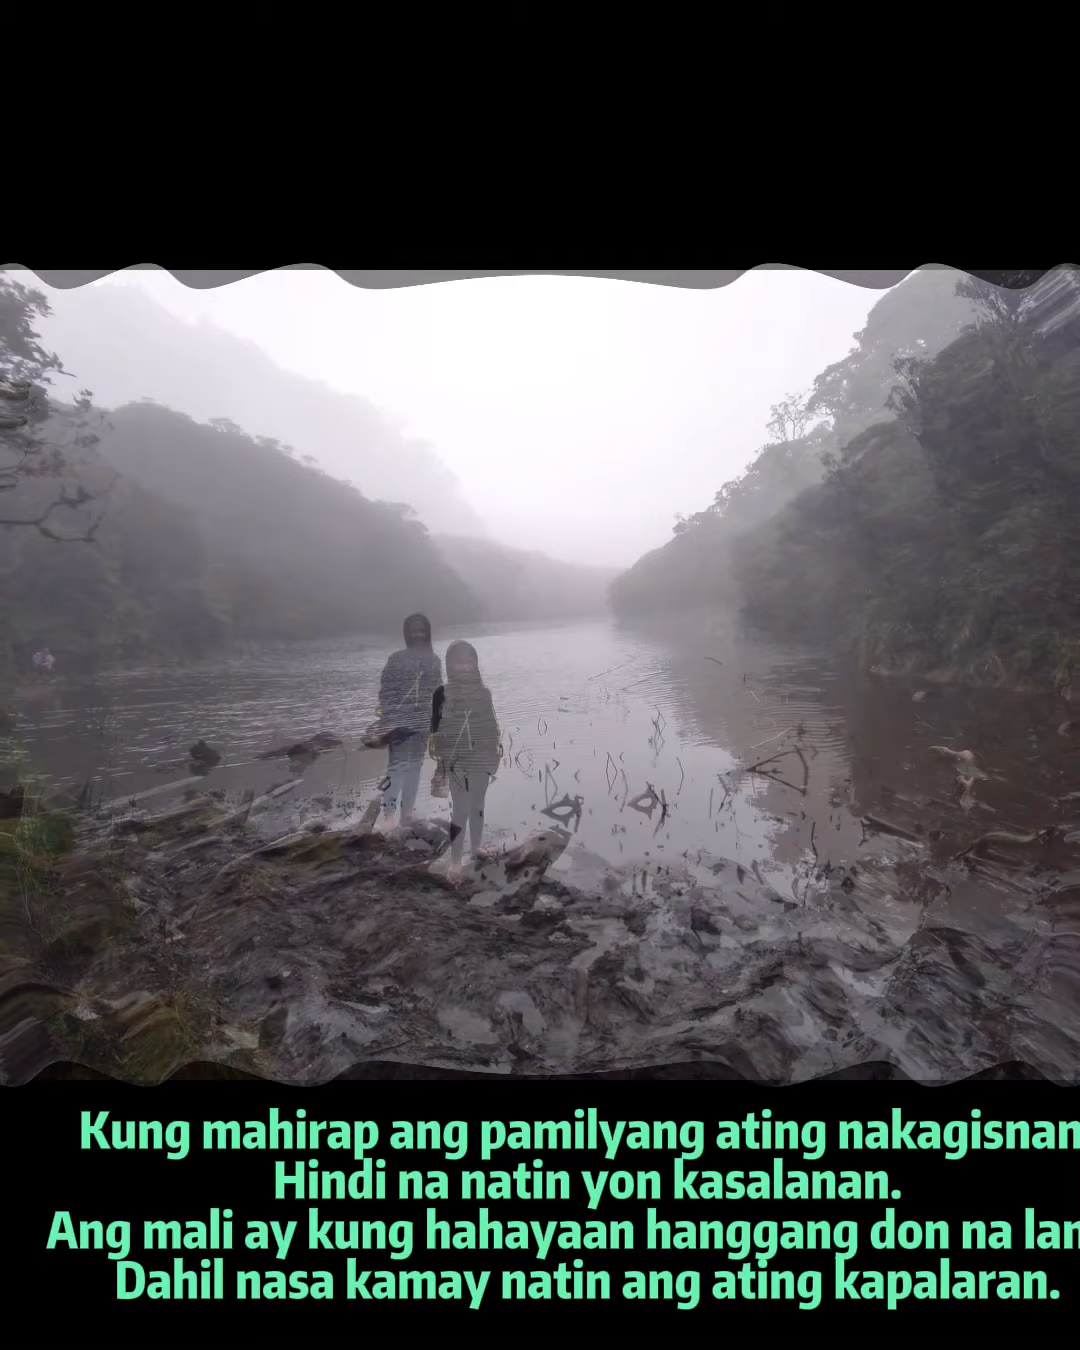 Kung mahirap ang pamilyang ating nakagisnan
Hindi na natin yon kasalanan.
Ang mali ay kung hahayaan hanggang don na lan
Dahil nasa kamay natin ang ating kapalaran.